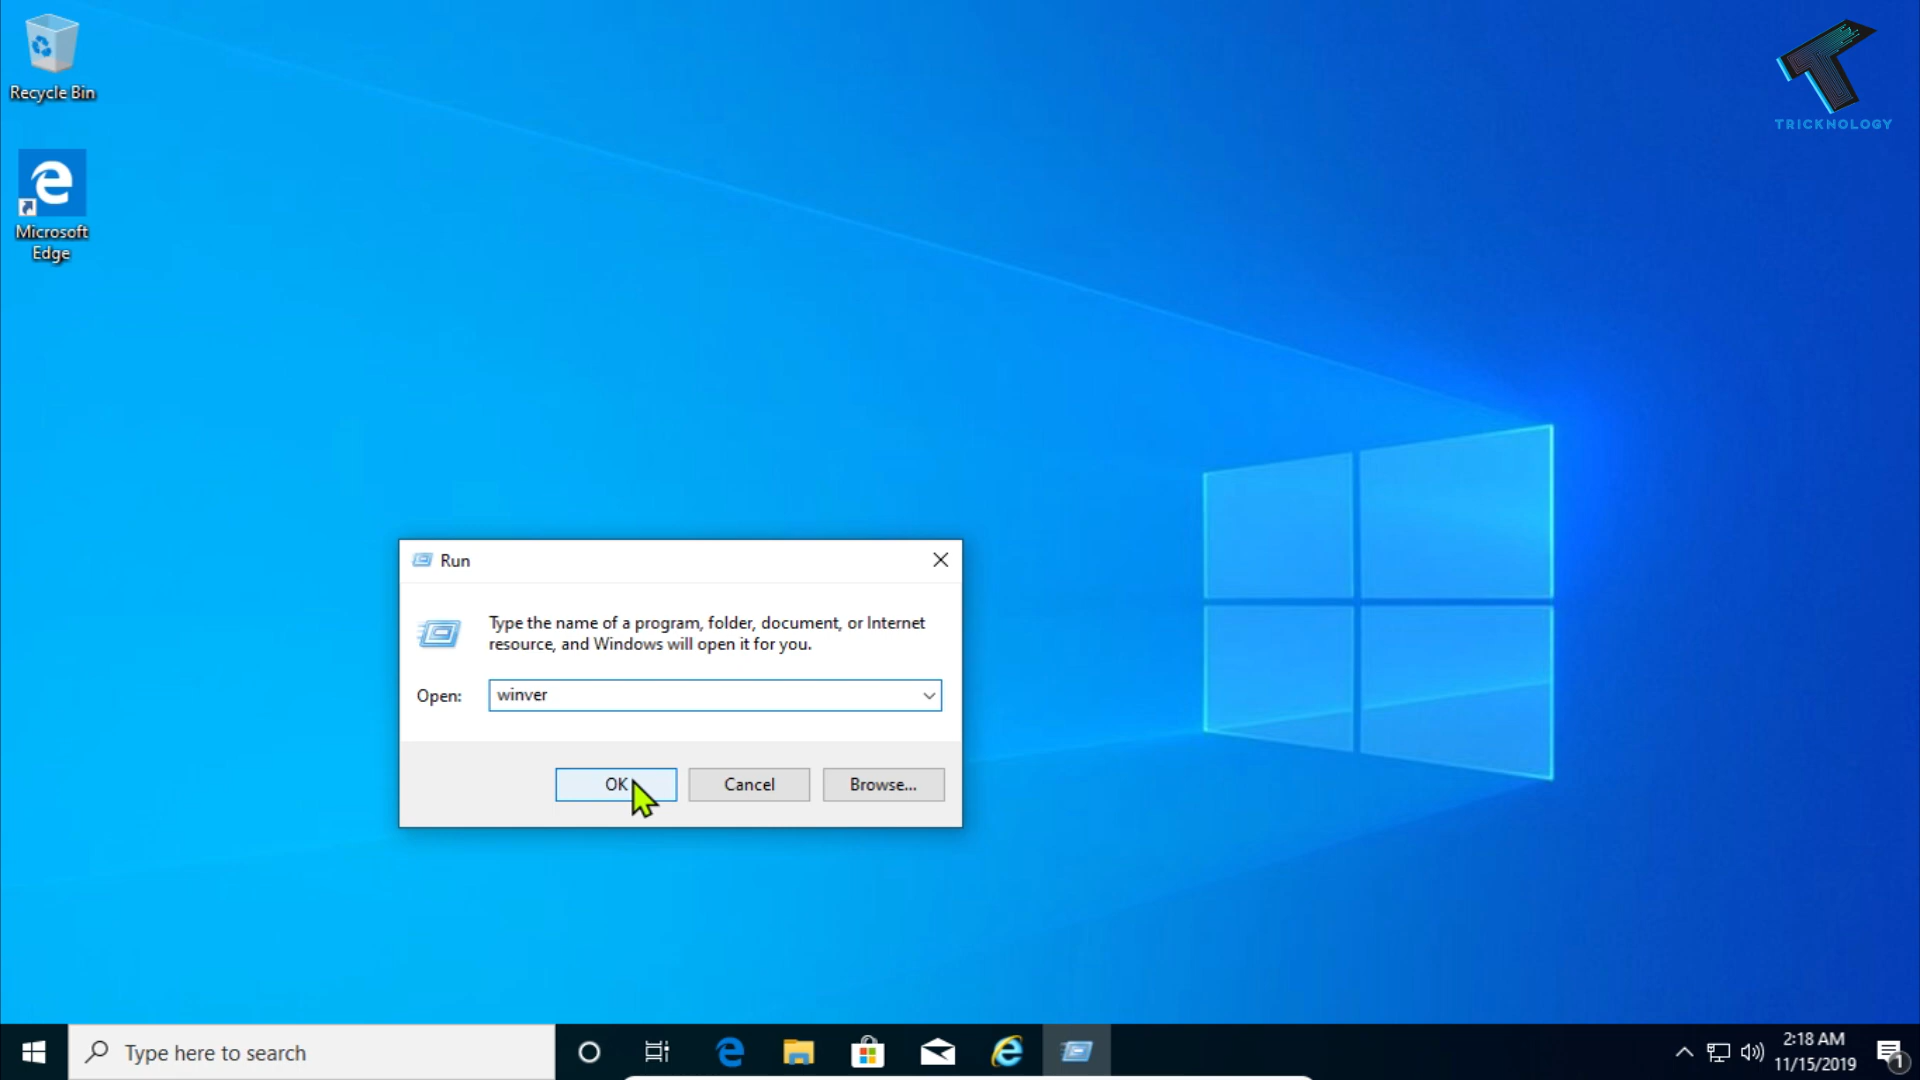 Recycle Bin
TRICKNOLOGY
Microsoft
Edge
Run
Type the name of a program, folder, document, or Internet
resource, and Windows will open it for you.
Open: winver
OK Cancel Browse...
Type here to search
2:18 AM
11/15/2019
1